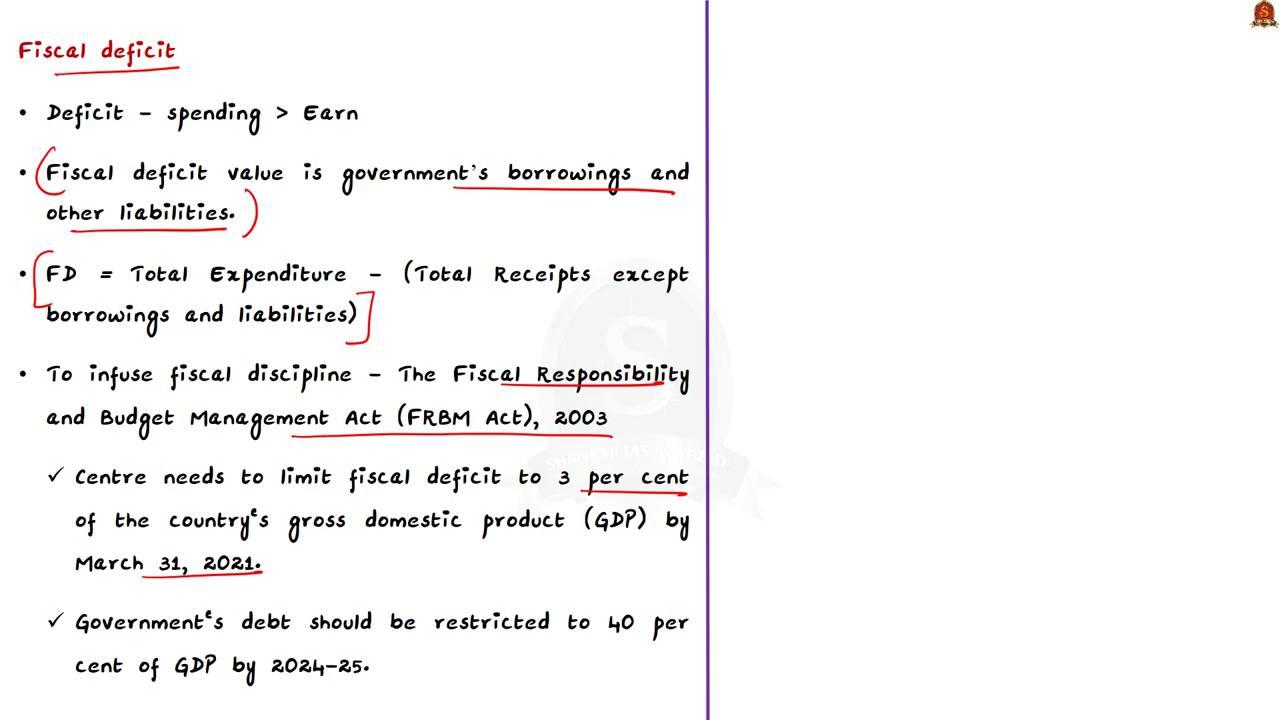 Fiscal deficit
• Deficit – spending > Earn
• Fiscal deficit value is government's borrowings and
other liabilities.
• FD = Total Expenditure – (Total Receipts except
borrowings and liabilities)
• To infuse fiscal discipline – The Fiscal Responsibility
and Budget Management Act (FRBM Act), 2003
✓ Centre needs to limit fiscal deficit to 3 per cent
of the country‟s gross domestic product (GDP) by
March 31, 2021.
✓ Government‟s debt should be restricted to 40 per
cent of GDP by 2024-25.
SHANKAR IAS ACADEMY